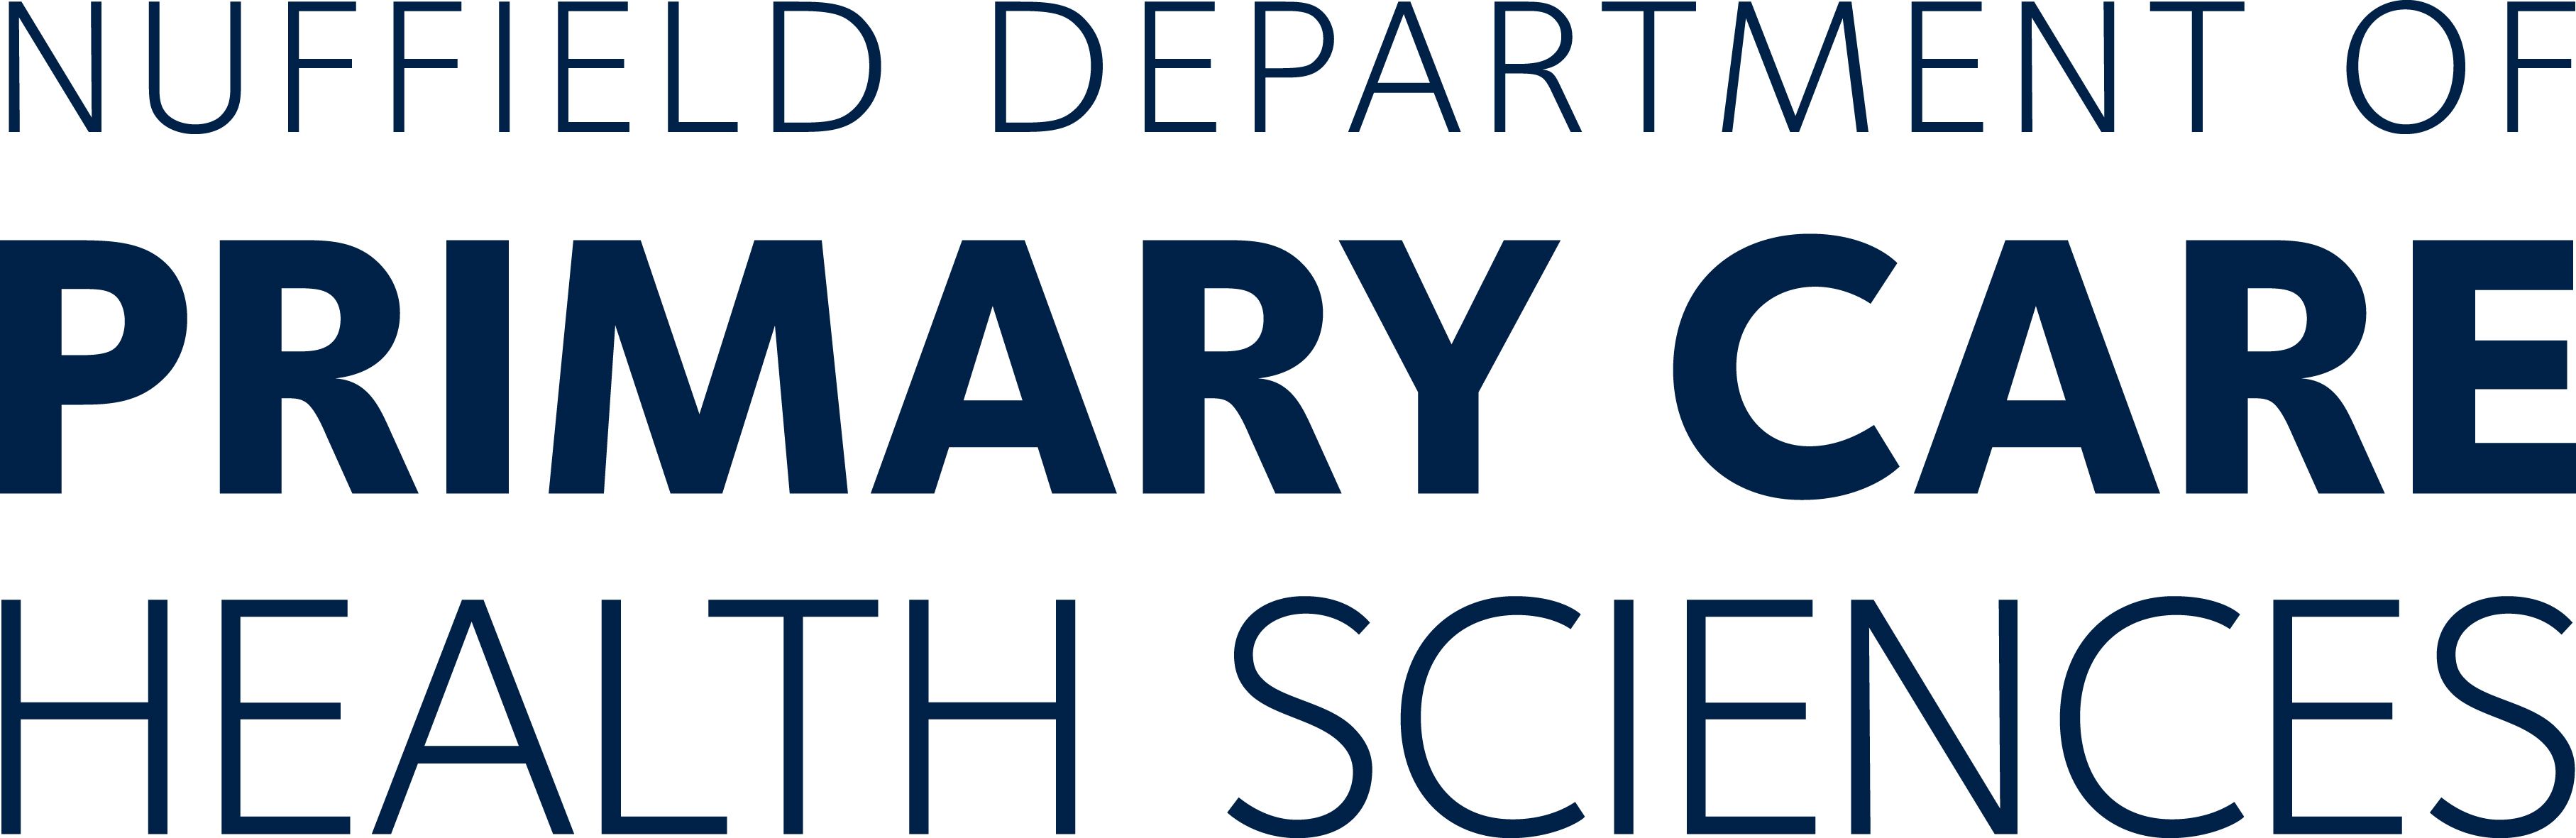 NUFFIELD DEPARTMENT OF
PRIMARY CARE
HEALTH SCIENCES